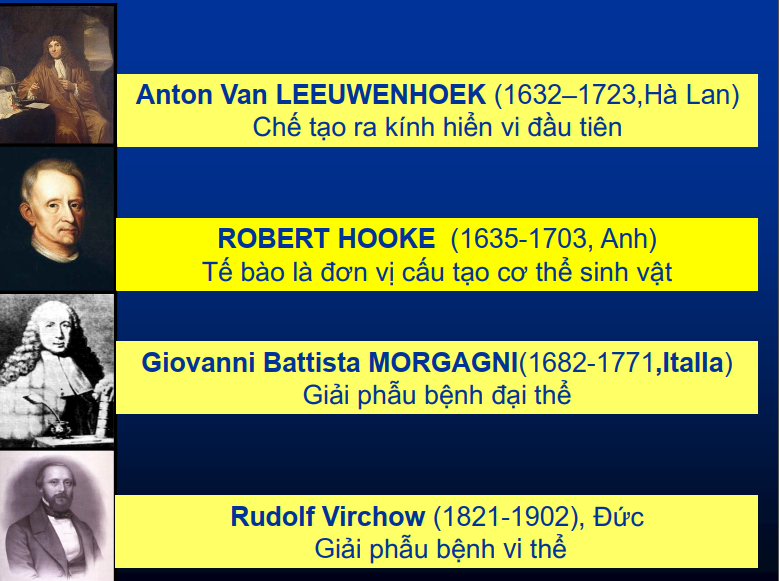 Anton Van LEEUWENHOEK (1632–1723,Hà Lan)
Chế tạo ra kính hiển vi đầu tiên
ROBERT HOOKE (1635-1703, Anh)
Tế bào là đơn vị cấu tạo cơ thể sinh vật
Giovanni Battista MORGAGNI(1682-1771,Italla)
Giải phẫu bệnh đại thể
Rudolf Virchow (1821-1902), Đức
Giải phẫu bệnh vi thể